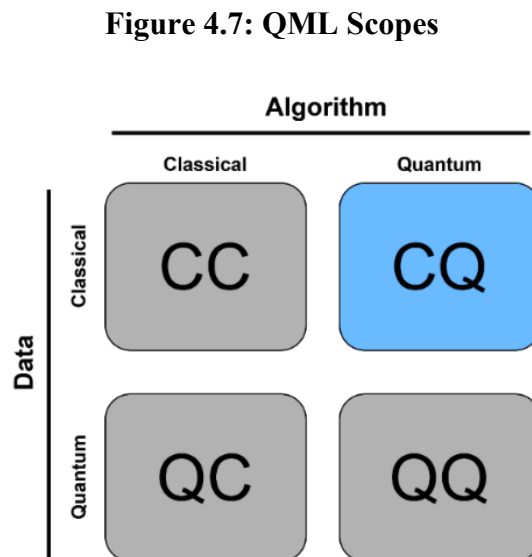 Figure 4.7: QML Scopes
Algorithm
Classical Quantum
Data
Classical
CC CQ
Quantum
QC QQ